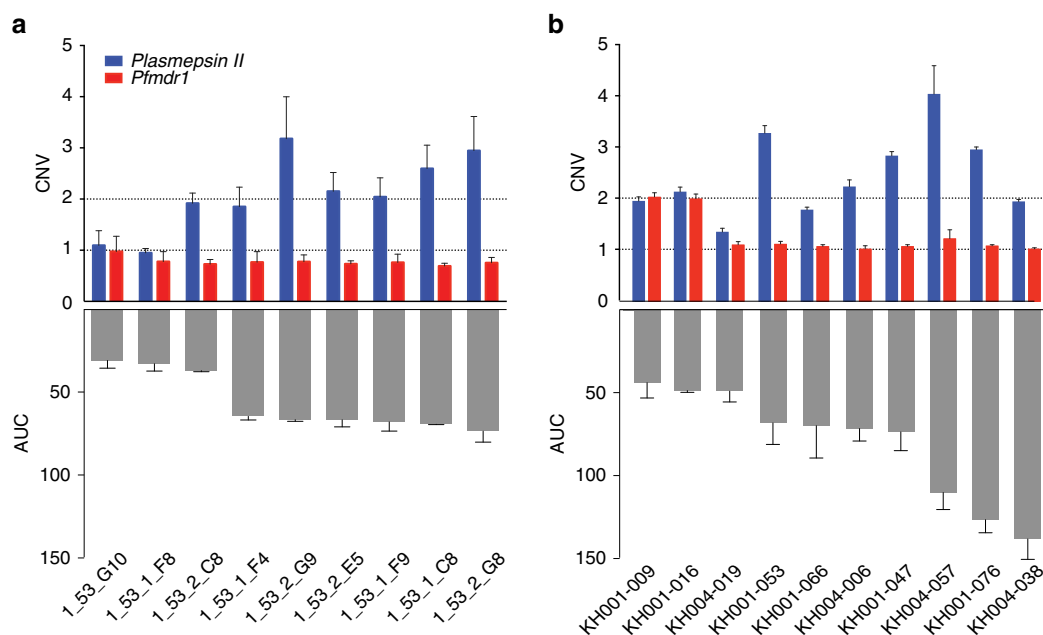 a
5
4
3
2
1
0
CNV
Plasmepsin II
Pfmdr1
50
100
150
AUC
1_53_G10
1_53_1_F8
1_53_2_C8
1_53_1_F4
1_53_2_G9
1_53_2_E5
1_53_1_F9
1_53_1_C8
1_53_2_G8
b
5
4
3
2
1
0
CNV
50
100
150
AUC
KH001-009
KH001-016
KH004-019
KH001-053
KH001-066
KH004-006
KH001-047
KH004-057
KH001-076
KH004-038